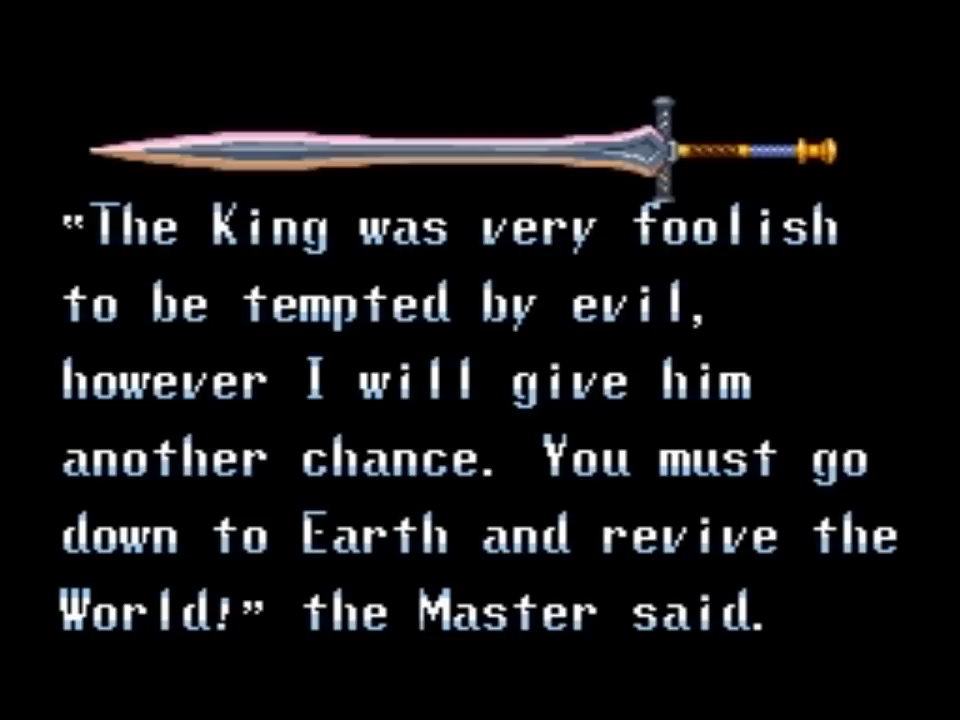 "The King was very foolish
to be tempted by evil,
however I will give him
another chance. You must go
down to Earth and revive the
World!" the Master said.